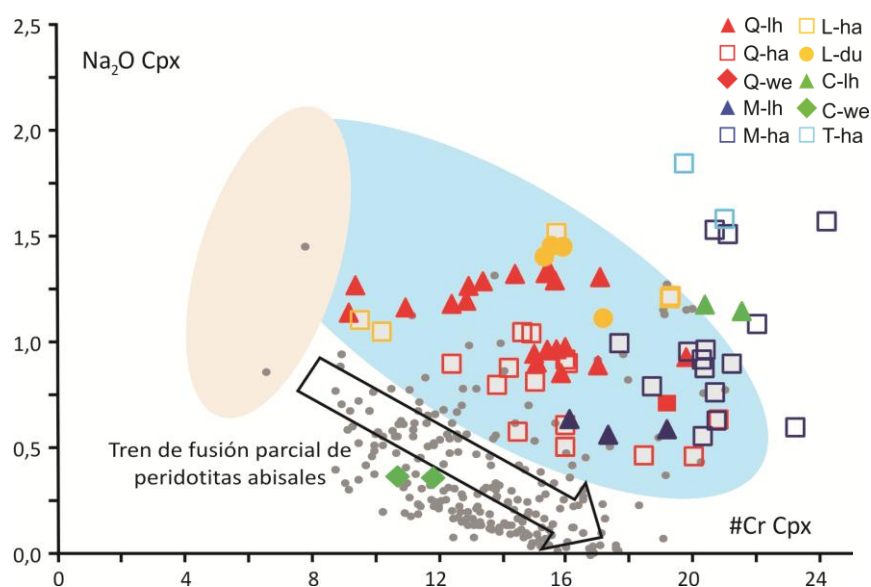 2,5
Na₂O Cpx
Q-lh
L-ha
Q-ha
L-du
Q-we
C-lh
M-lh
C-we
M-ha
T-ha
2,0
1,5
1,0
0,5
Tren de fusión parcial de
peridotitas abisales
#Cr Cpx
0,0
0 4 8 12 16 20 24